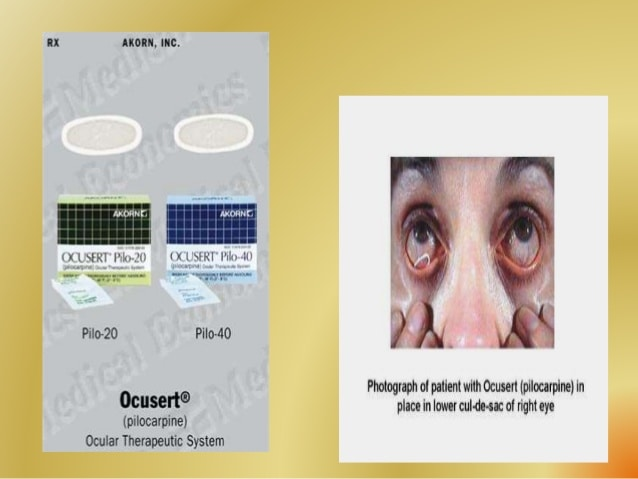 RX AKORN, INC.
AKORN
OCUSERT® Pilo-20
(pilocarpine) Ocular Therapeutic System
AKORN
OCUSERT® Pilo-40
(pilocarpine) Ocular Therapeutic System
Pilo-20 Pilo-40
Medical Economics
Ocusert®
(pilocarpine)
Ocular Therapeutic System
Photograph of patient with Ocusert (pilocarpine) in
place in lower cul-de-sac of right eye